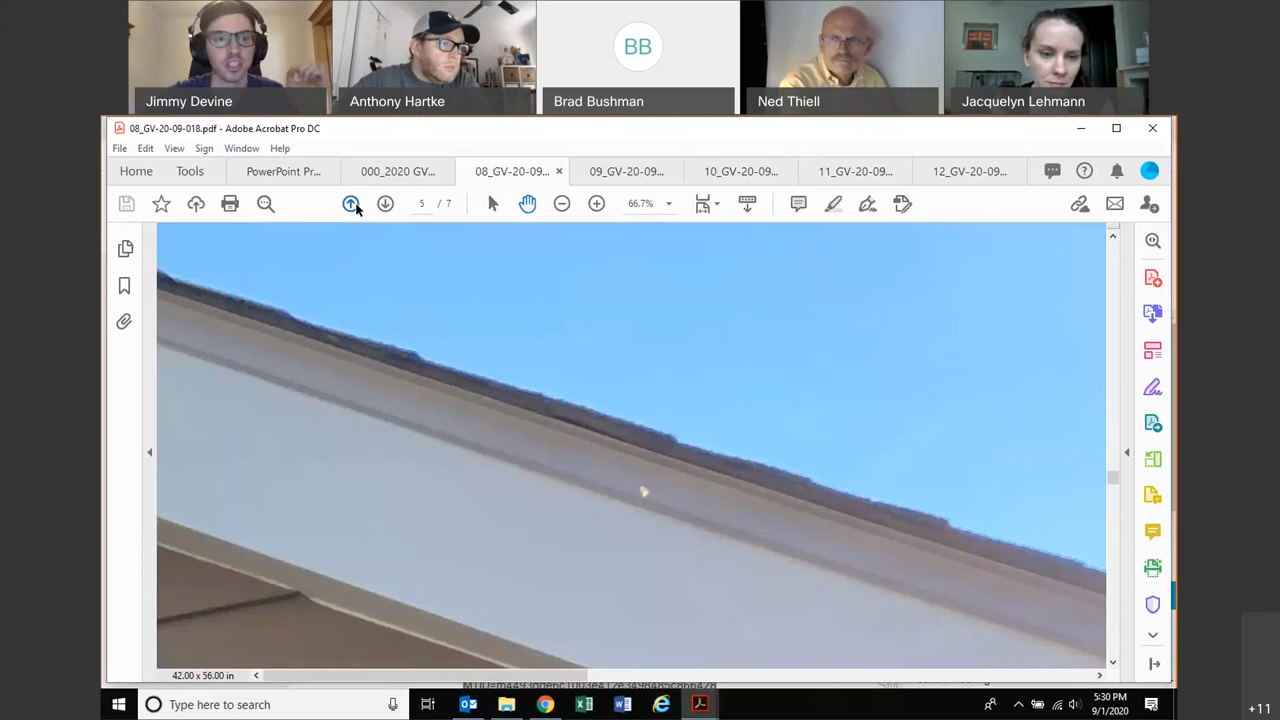 BB
Jimmy Devine
Anthony Hartke
Brad Bushman
Ned Thiell
Jacquelyn Lehmann
08_GV-20-09-018.pdf - Adobe Acrobat Pro DC
File Edit View Sign Window Help
Home Tools PowerPoint Pr... 000_2020 GV... 08_GV-20-09... × 09_GV-20-09... 10_GV-20-09... 11_GV-20-09... 12_GV-20-09...
5 / 7 66.7%
42.00 x 56.00 in
Type here to search
5:30 PM
9/1/2020
+11